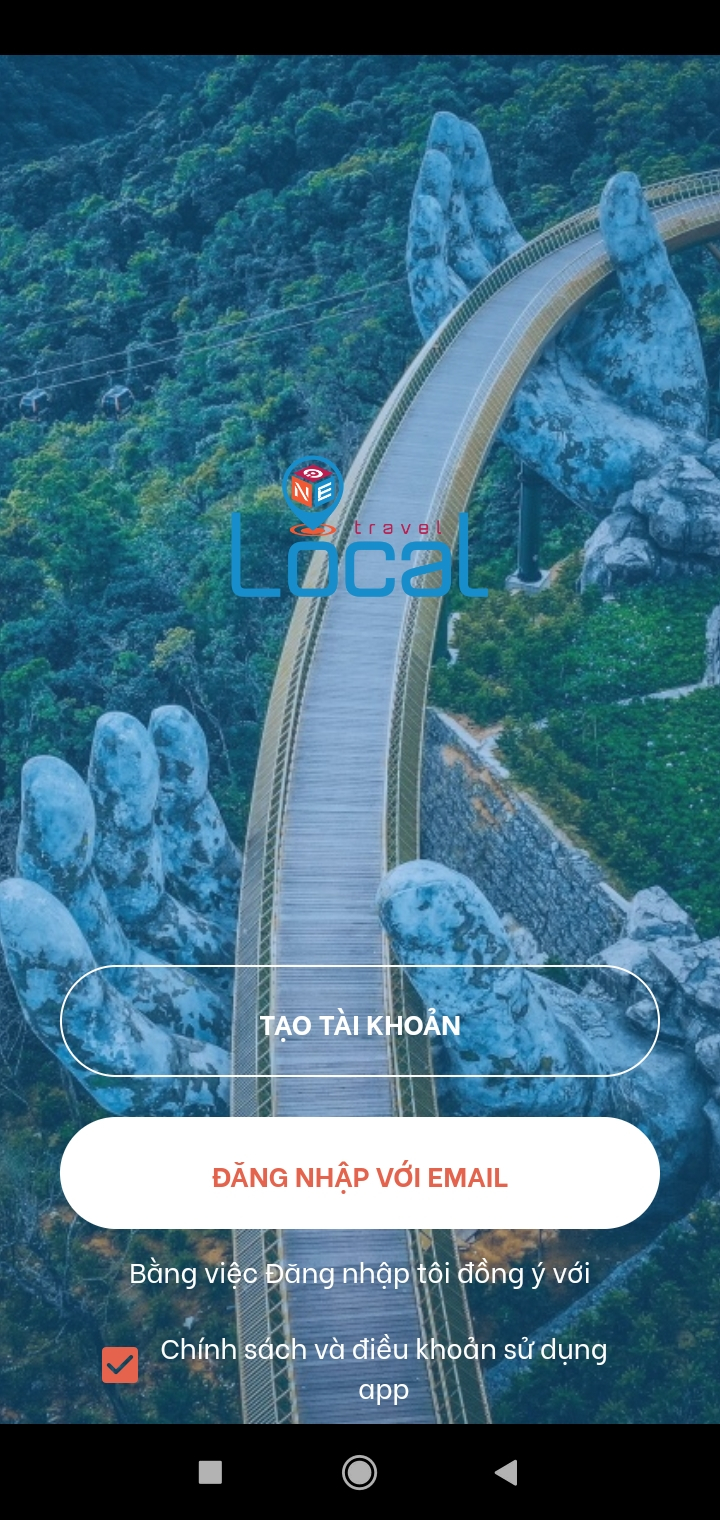 NE
travel
Local
TẠO TÀI KHOẢN
ĐĂNG NHẬP VỚI EMAIL
Bằng việc Đăng nhập tôi đồng ý với
Chính sách và điều khoản sử dụng
app